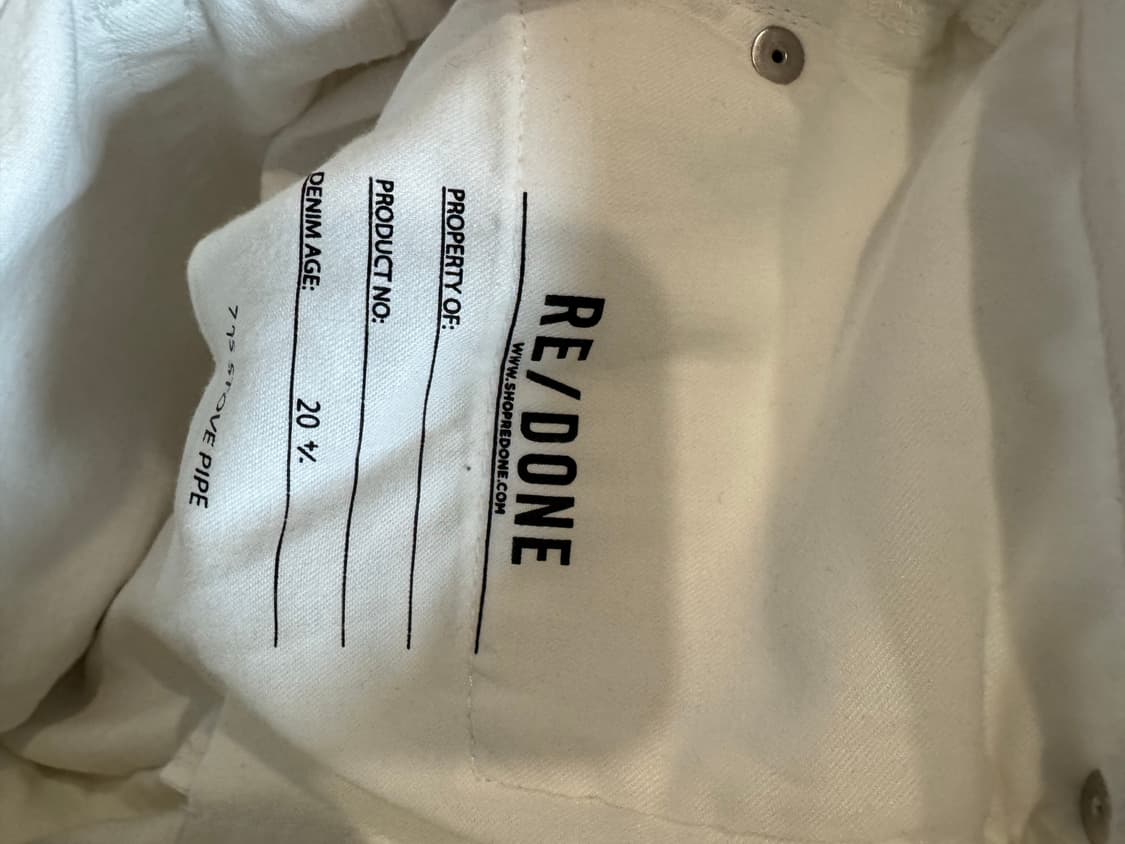 RE/DONE
WWW.SHOPREDONE.COM
PROPERTY OF:
PRODUCT NO:
DENIM AGE: 20 +/.
STOVE PIPE